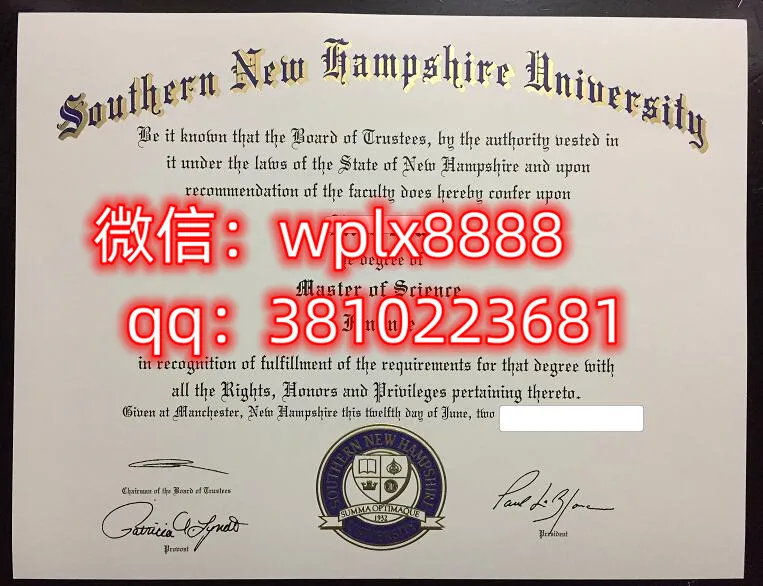 Southern New Hampshire University
Be it known that the Board of Trustees, by the authority vested in
it under the laws of the State of New Hampshire and upon
recommendation of the faculty does hereby confer upon
微信：wplx8888
degree of
Master of Science
qq：3810223681
in recognition of fulfillment of the requirements for that degree with
all the Rights, Honors and Privileges pertaining thereto.
Given at Manchester, New Hampshire this twelfth day of June, two
SOUTHERN NEW HAMPSHIRE
SUMMA OPTIMAQUE
1932
Chairman of the Board of Trustees
Provost
President